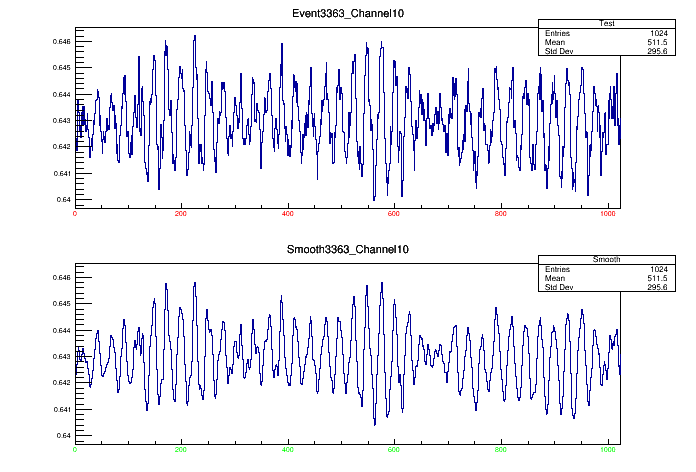 Event3363_Channel10
Test
Entries 1024
Mean 511.5
Std Dev 295.6
0.646
0.645
0.644
0.643
0.642
0.641
0.64
0 200 400 600 800 1000
Smooth3363_Channel10
Smooth
Entries 1024
Mean 511.5
Std Dev 295.6
0.646
0.645
0.644
0.643
0.642
0.641
0.64
0 200 400 600 800 1000